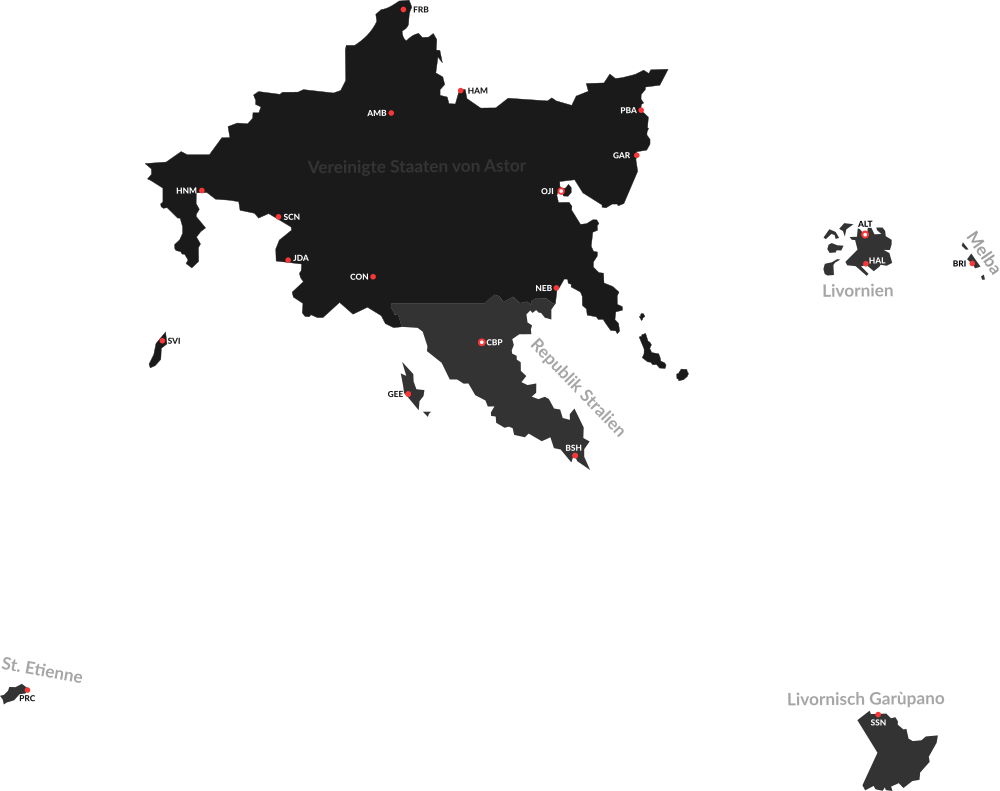 FRB
HAM
AMB
PBA
GAR
Vereinigte Staaten von Astor
HNM
OJI
SCN
ALT
JDA
HAL
Melba
BRI
CON
NEB
Livornien
SVI
CBP
Republik Stralien
GEE
BSH
St. Etienne
PRC
Livornisch Garùpano
SSN